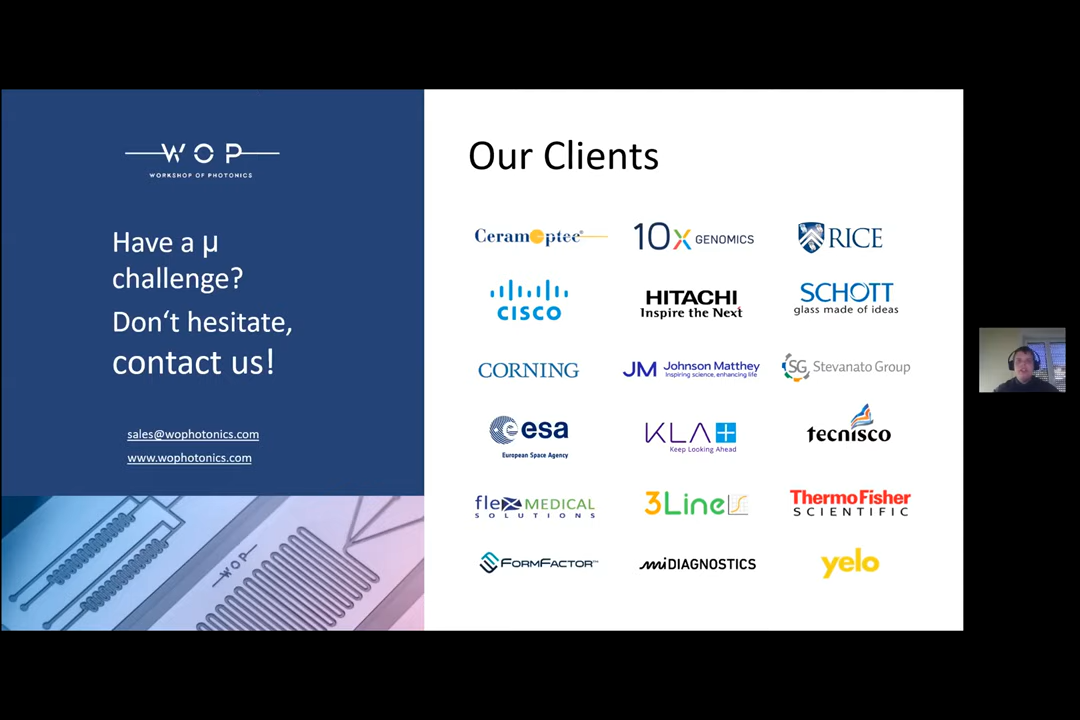 WOP
WORKSHOP OF PHOTONICS
Have a µ
challenge?
Don‘t hesitate,
contact us!
sales@wophotonics.com
www.wophotonics.com
WOP
Our Clients
CeramOptec®
10x GENOMICS
RICE
CISCO
HITACHI
Inspire the Next
SCHOTT
glass made of ideas
CORNING
JM Johnson Matthey
Inspiring science, enhancing life
SG Stevanato Group
esa
European Space Agency
KLA+
Keep Looking Ahead
tecnisco
flex MEDICAL
SOLUTIONS
3Line
ThermoFisher
SCIENTIFIC
FORMFACTOR™
miDIAGNOSTICS
yelo